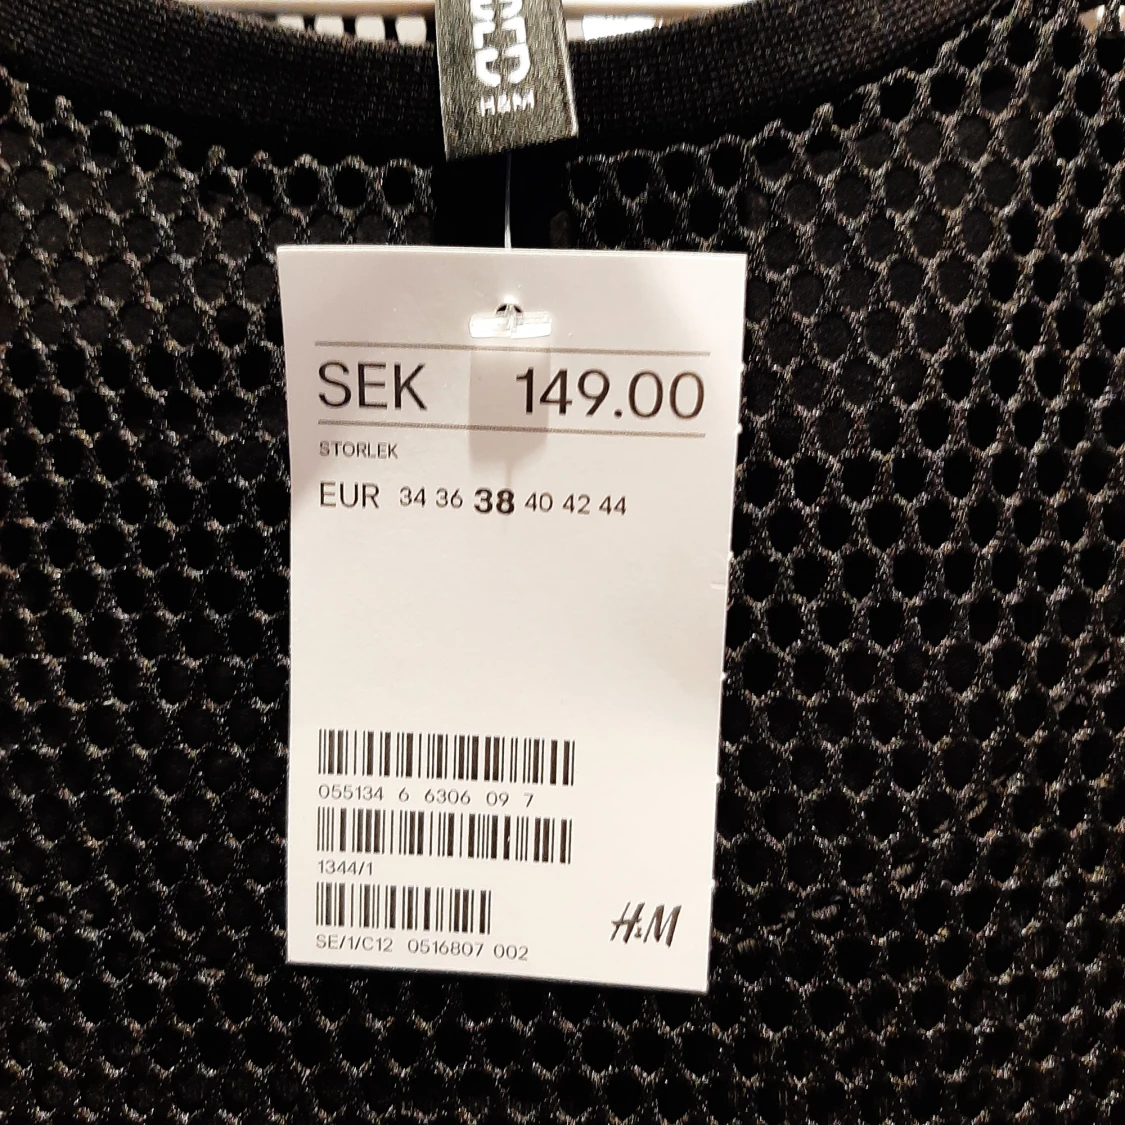 H&M
SEK 149.00
STORLEK
EUR 34 36 38 40 42 44
055134 6 6306 09 7
1344/1
SE/1/C12 0516807 002
H&M